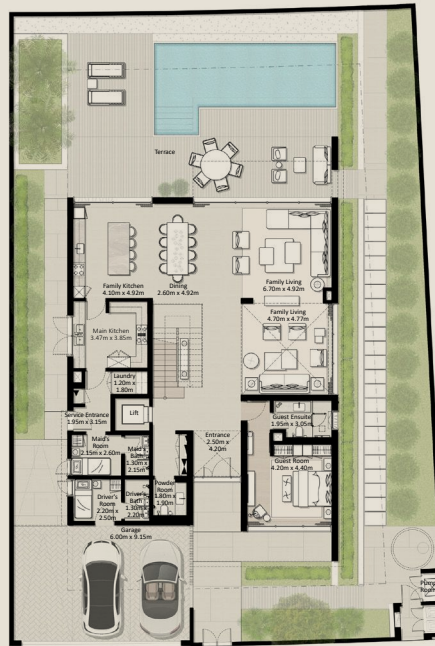 Terrace
Family Kitchen
4.10m x 4.92m
Dining
2.60m x 4.92m
Family Living
6.70m x 4.92m
Family Living
4.70m x 4.77m
Main Kitchen
3.47m x 3.85m
Laundry
1.20m x
1.80m
Lift
Service Entrance
1.95m x 3.15m
Maid's
Room
2.15m x 2.60m
Maid's
Bath
1.30m x
2.15m
Entrance
2.50m x
4.20m
Guest Ensuite
1.95m x 3.05m
Guest Room
4.20m x 4.40m
Powder
Room
1.80m x
1.90m
Driver's
Room
2.20m x
2.50m
Driver's
Bath
1.30m x
2.20m
Garage
6.00m x 9.15m
Pump
Room